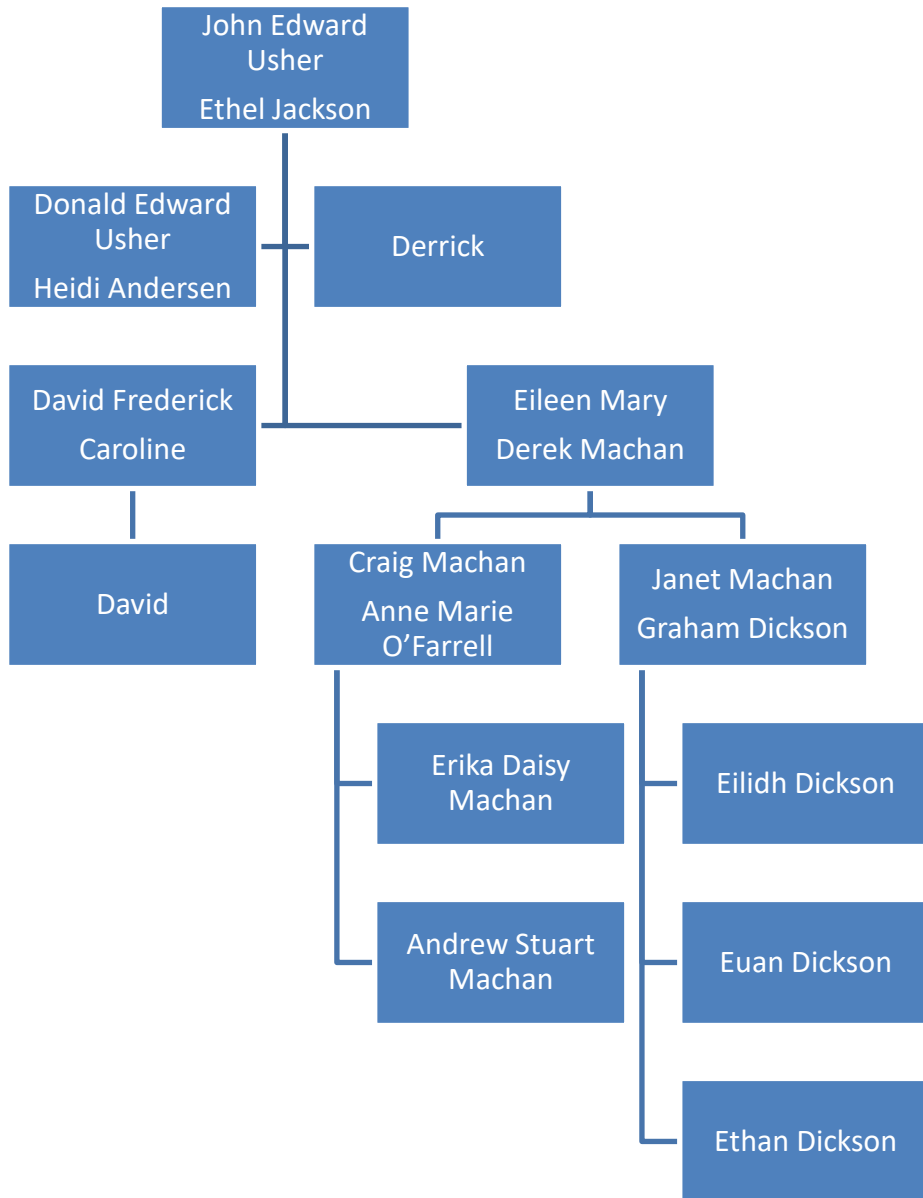 John Edward
Usher
Ethel Jackson
Donald Edward
Usher
Heidi Andersen
Derrick
David Frederick
Caroline
Eileen Mary
Derek Machan
David
Craig Machan
Anne Marie
O’Farrell
Janet Machan
Graham Dickson
Erika Daisy
Machan
Eilidh Dickson
Andrew Stuart
Machan
Euan Dickson
Ethan Dickson